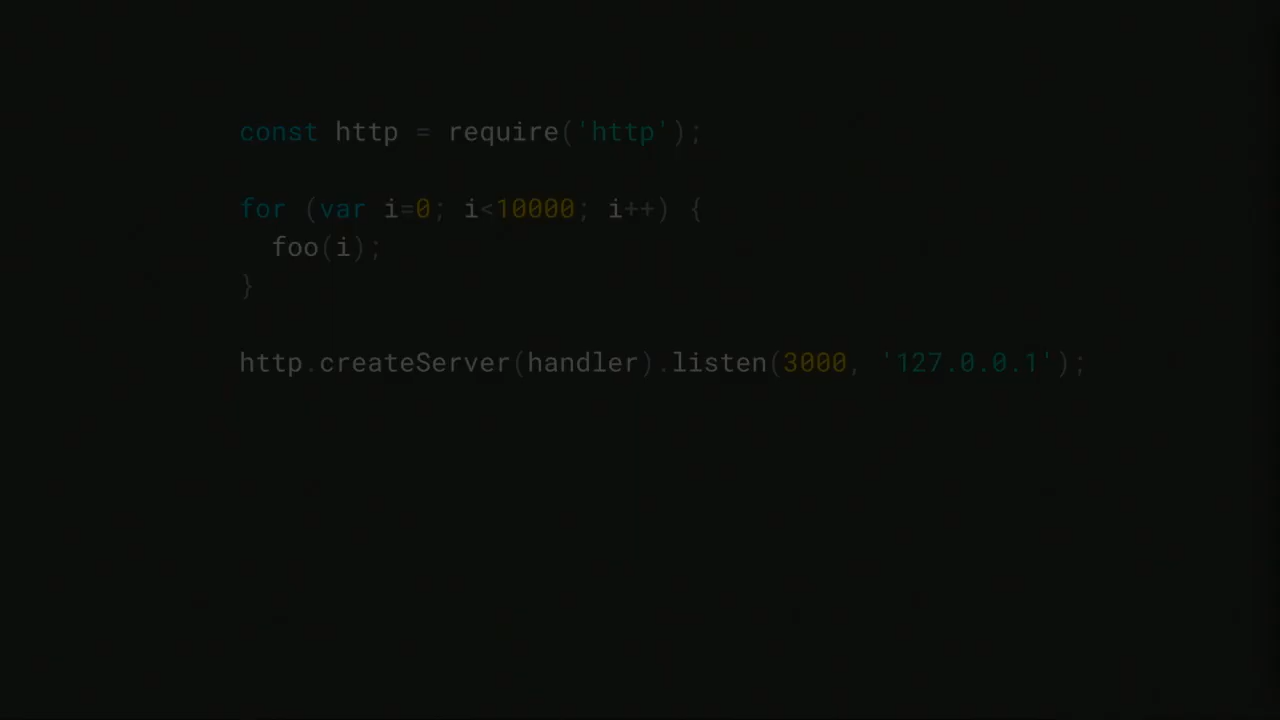 const http = require('http');
for (var i=0; i<10000; i++) {
  foo(i);
}
http.createServer(handler).listen(3000, '127.0.0.1');